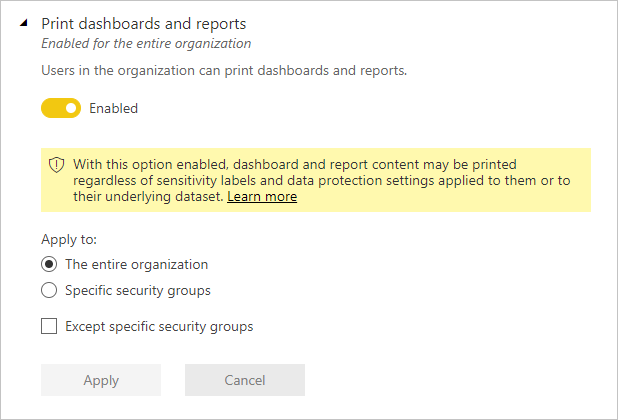 Print dashboards and reports
Enabled for the entire organization
Users in the organization can print dashboards and reports.
Enabled
With this option enabled, dashboard and report content may be printed
regardless of sensitivity labels and data protection settings applied to them or to
their underlying dataset. Learn more
Apply to:
The entire organization
Specific security groups
Except specific security groups
Apply
Cancel